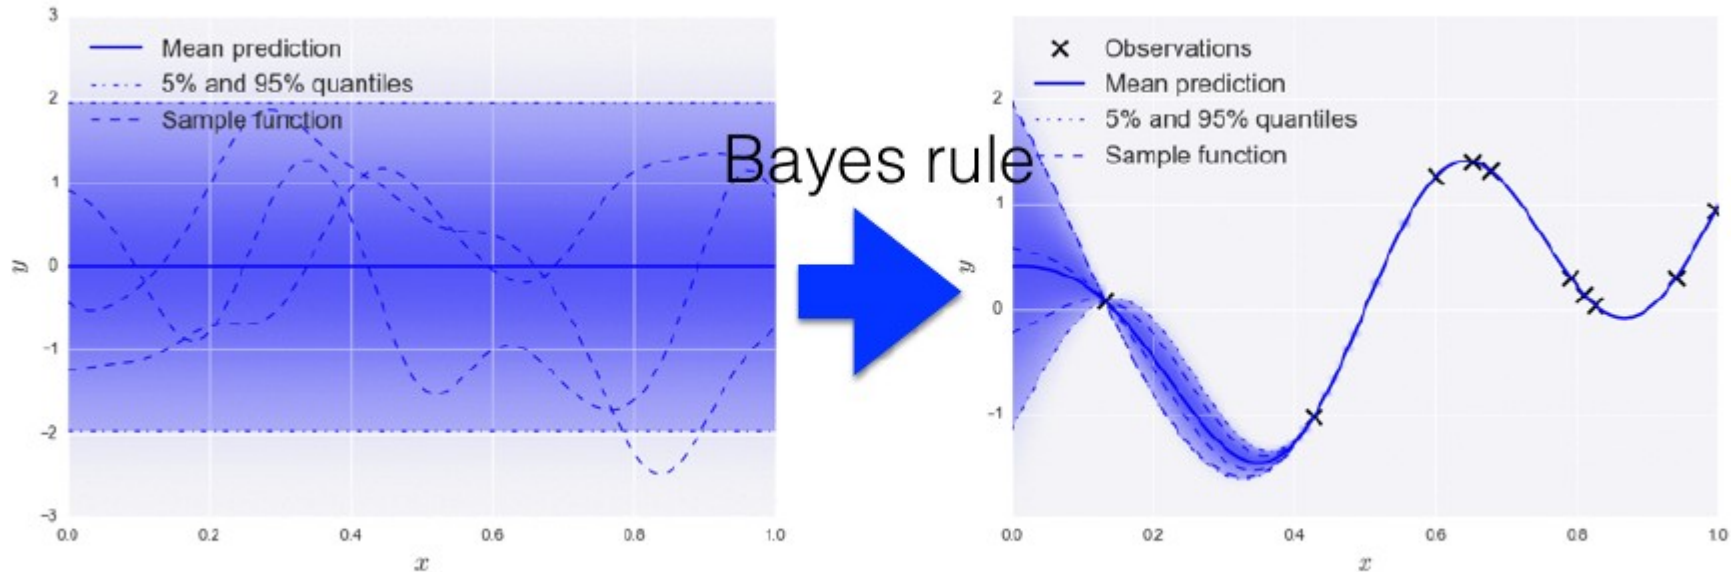 Mean prediction
5% and 95% quantiles
Sample function
3
2
1
0
-1
-2
-3
y
0.0 0.2 0.4 0.6 0.8 1.0
x
Bayes rule
Observations
Mean prediction
5% and 95% quantiles
Sample function
2
1
0
-1
y
0.0 0.2 0.4 0.6 0.8 1.0
x